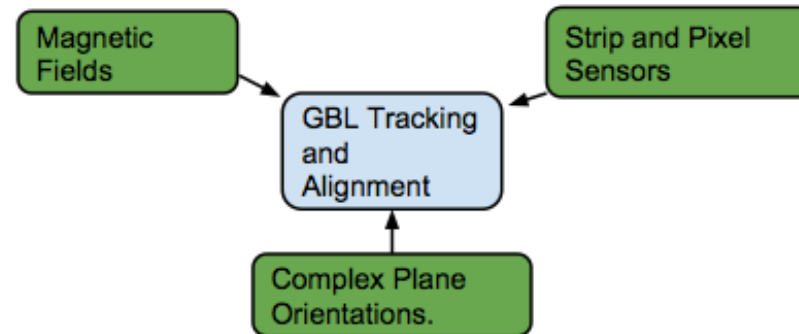 Magnetic
Fields
Strip and Pixel
Sensors
GBL Tracking
and
Alignment
Complex Plane
Orientations.